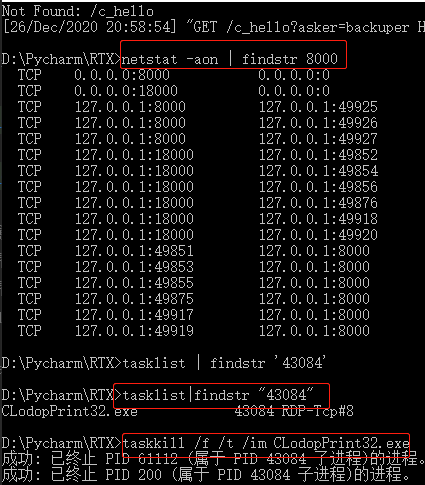 Not Found: /c_hello
[26/Dec/2020 20:58:54] "GET /c_hello?asker=backuper H
D:\Pycharm\RTX>netstat -aon | findstr 8000
TCP 0.0.0.0:8000 0.0.0.0:0
TCP 0.0.0.0:18000 0.0.0.0:0
TCP 127.0.0.1:8000 127.0.0.1:49925
TCP 127.0.0.1:8000 127.0.0.1:49926
TCP 127.0.0.1:8000 127.0.0.1:49927
TCP 127.0.0.1:18000 127.0.0.1:49852
TCP 127.0.0.1:18000 127.0.0.1:49854
TCP 127.0.0.1:18000 127.0.0.1:49856
TCP 127.0.0.1:18000 127.0.0.1:49876
TCP 127.0.0.1:18000 127.0.0.1:49918
TCP 127.0.0.1:18000 127.0.0.1:49920
TCP 127.0.0.1:49851 127.0.0.1:8000
TCP 127.0.0.1:49853 127.0.0.1:8000
TCP 127.0.0.1:49855 127.0.0.1:8000
TCP 127.0.0.1:49875 127.0.0.1:8000
TCP 127.0.0.1:49917 127.0.0.1:8000
TCP 127.0.0.1:49919 127.0.0.1:8000
D:\Pycharm\RTX>tasklist | findstr '43084'
D:\Pycharm\RTX>tasklist|findstr "43084"
CLodopPrint32.exe 43084 RDP-Tcp#8
D:\Pycharm\RTX>taskkill /f /t /im CLodopPrint32.exe
成功: 已终止 PID 61112 (属于 PID 43084 子进程)的进程。
成功: 已终止 PID 200 (属于 PID 43084 子进程)的进程。